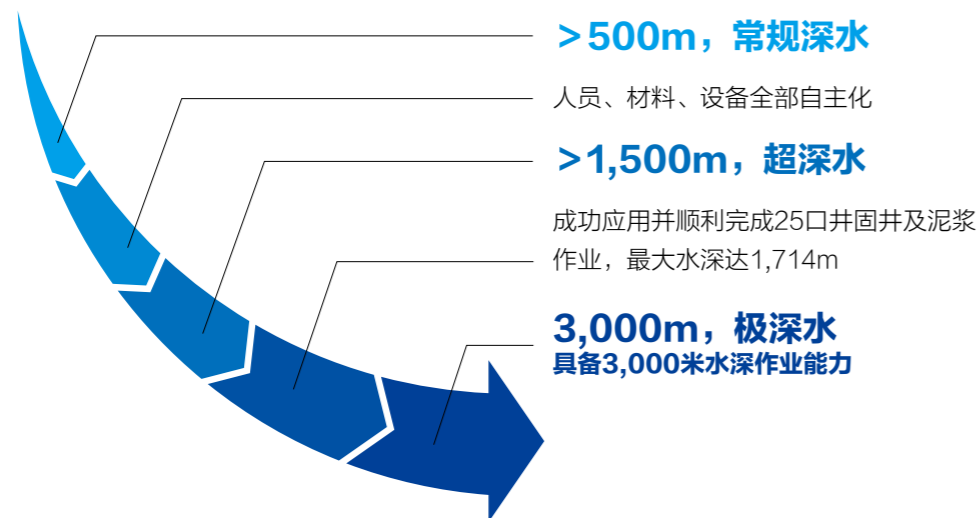 >500m，常规深水
人员、材料、设备全部自主化
>1,500m，超深水
成功应用并顺利完成25口井固井及泥浆
作业，最大水深达1,714m
3,000m，极深水
具备3,000米水深作业能力